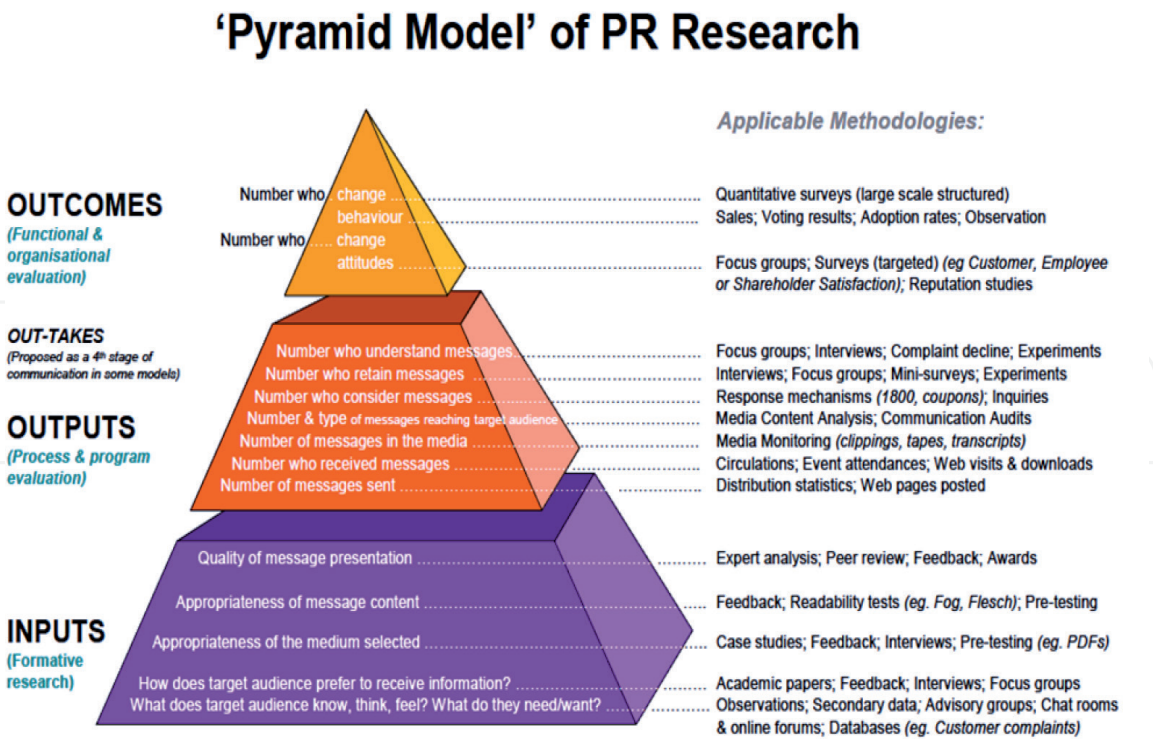 ‘Pyramid Model’ of PR Research
Applicable Methodologies:
OUTCOMES
(Functional &
organisational
evaluation)
Number who .. change ........ Quantitative surveys (large scale structured)
behaviour ........ Sales; Voting results; Adoption rates; Observation
Number who ..... change
attitudes ........ Focus groups; Surveys (targeted) (eg Customer, Employee
or Shareholder Satisfaction); Reputation studies
OUT-TAKES
(Proposed as a 4th stage of
communication in some models)
OUTPUTS
(Process & program
evaluation)
Number who understand messages ........ Focus groups; Interviews; Complaint decline; Experiments
Number who retain messages ........ Interviews; Focus groups; Mini-surveys; Experiments
Number who consider messages ........ Response mechanisms (1800, coupons); Inquiries
Number & type of messages reaching target audience ........ Media Content Analysis; Communication Audits
Number of messages in the media ........ Media Monitoring (clippings, tapes, transcripts)
Number who received messages ........ Circulations; Event attendances; Web visits & downloads
Number of messages sent ........ Distribution statistics; Web pages posted
INPUTS
(Formative
research)
Quality of message presentation ........ Expert analysis; Peer review; Feedback; Awards
Appropriateness of message content ........ Feedback; Readability tests (eg. Fog, Flesch); Pre-testing
Appropriateness of the medium selected ........ Case studies; Feedback; Interviews; Pre-testing (eg. PDFs)
How does target audience prefer to receive information? ........ Academic papers; Feedback; Interviews; Focus groups
What does target audience know, think, feel? What do they need/want? ........ Observations; Secondary data; Advisory groups; Chat rooms
& online forums; Databases (eg. Customer complaints)